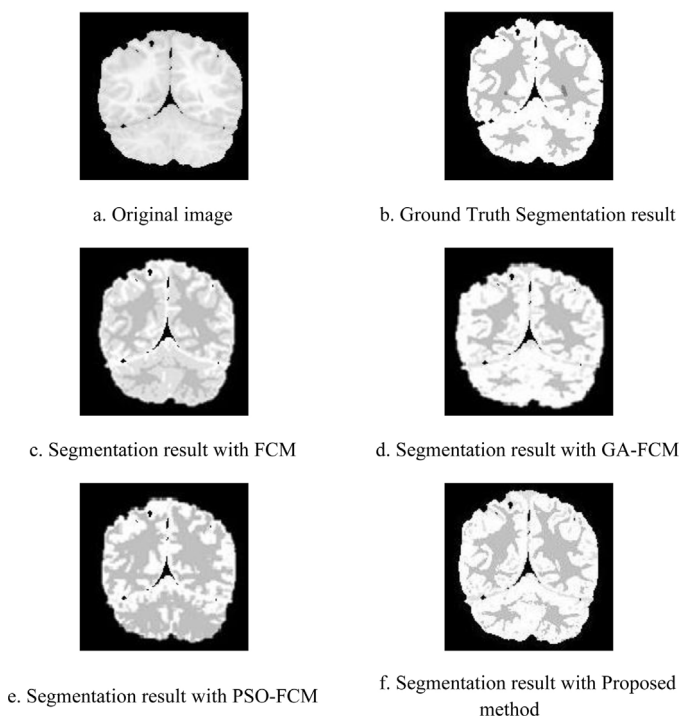 a. Original image
b. Ground Truth Segmentation result
c. Segmentation result with FCM
d. Segmentation result with GA-FCM
e. Segmentation result with PSO-FCM
f. Segmentation result with Proposed
method